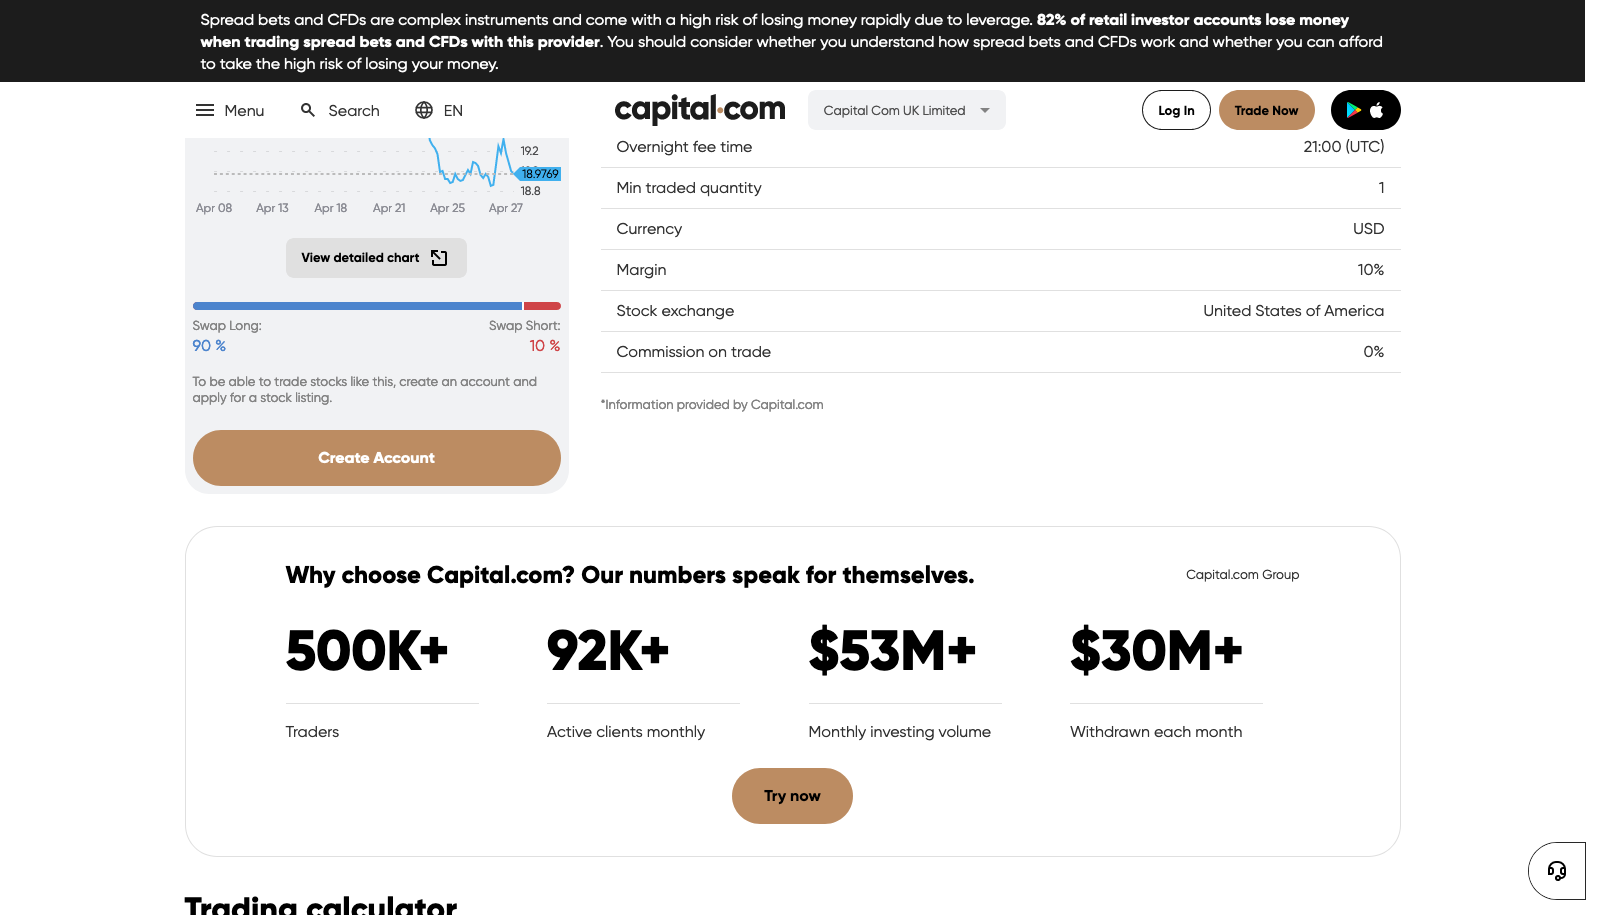 Spread bets and CFDs are complex instruments and come with a high risk of losing money rapidly due to leverage. 82% of retail investor accounts lose money
when trading spread bets and CFDs with this provider. You should consider whether you understand how spread bets and CFDs work and whether you can afford
to take the high risk of losing your money.
Menu
Search
EN
capital.com
Capital Com UK Limited
Log In
Trade Now
19.2
18.9769
18.8
Apr 08
Apr 13
Apr 18
Apr 21
Apr 25
Apr 27
View detailed chart
Swap Long:
Swap Short:
90 %
10 %
To be able to trade stocks like this, create an account and
apply for a stock listing.
Create Account
Overnight fee time 21:00 (UTC)
Min traded quantity 1
Currency USD
Margin 10%
Stock exchange United States of America
Commission on trade 0%
*Information provided by Capital.com
Why choose Capital.com? Our numbers speak for themselves.
Capital.com Group
500K+
92K+
$53M+
$30M+
Traders
Active clients monthly
Monthly investing volume
Withdrawn each month
Try now
Trading calculator